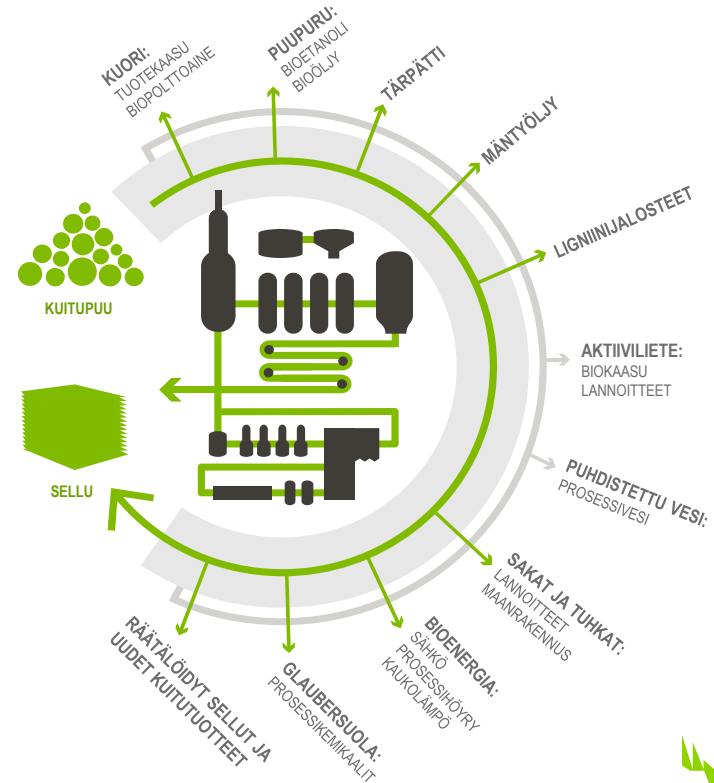 KUORI:
TUOTEKAASU
BIOPOLTTOAINE
PUUPURU:
BIOETANOLI
BIOÖLJY
TÄRPÄTTI
MÄNTYÖLJY
LIGNIINIJALOSTEET
KUITUPUU
AKTIIVILIETE:
BIOKAASU
LANNOITTEET
PUHDISTETTU VESI:
PROSESSIVESI
SELLU
SAKAT JA TUHKAT:
LANNOITTEET
MAANRAKENNUS
BIOENERGIA:
SÄHKÖ
PROSESSIHÖYRY
KAUKOLÄMPÖ
GLAUBERSUOLA:
PROSESSIKEMIKAALIT
RÄÄTÄLÖIDYT SELLUT JA
UUDET KUITUTUOTTEET